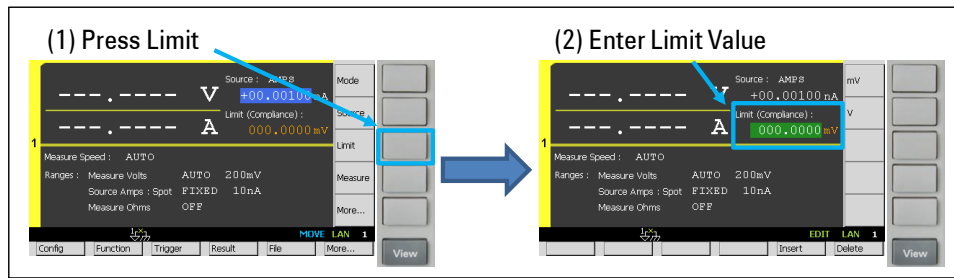 (1) Press Limit
---.---- V
Source : AMPS
+00.00100 nA
Limit (Compliance) :
---.---- A
000.0000 mV
1
Measure Speed : AUTO
Ranges : Measure Volts AUTO 200mV
Source Amps : Spot FIXED 10nA
Measure Ohms OFF
MOVE LAN 1
Mode
Source
Limit
Measure
More...
Config Function Trigger Result File More...
View
(2) Enter Limit Value
---.---- V
Source : AMPS
+00.00100 nA
Limit (Compliance) :
---.---- A
000.0000 mV
1
Measure Speed : AUTO
Ranges : Measure Volts AUTO 200mV
Source Amps : Spot FIXED 10nA
Measure Ohms OFF
EDIT LAN 1
mV
V
Insert Delete
View